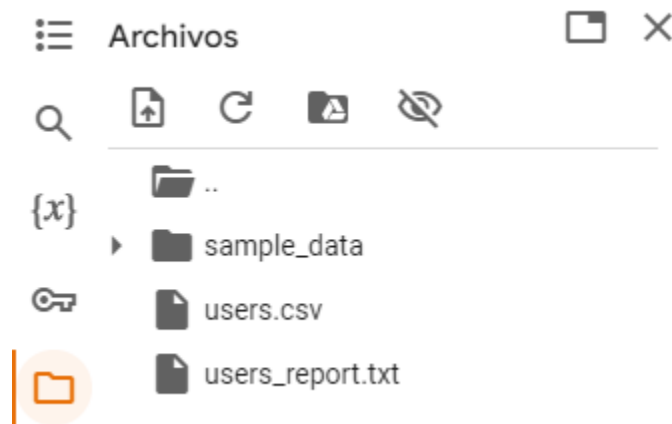 Archivos
..
{x}
sample_data
users.csv
users_report.txt